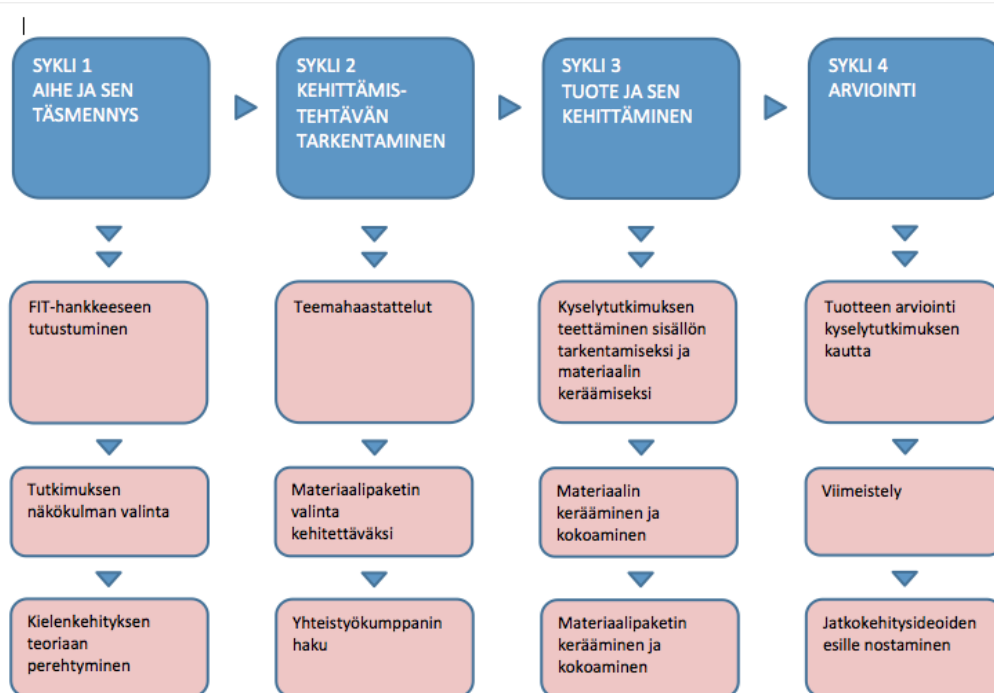 SYKLI 1
AIHE JA SEN
TÄSMENNYS
SYKLI 2
KEHITTÄMIS-
TEHTÄVÄN
TARKENTAMINEN
SYKLI 3
TUOTE JA SEN
KEHITTÄMINEN
SYKLI 4
ARVIOINTI
FIT-hankkeeseen
tutustuminen
Teemahaastattelut
Kyselytutkimuksen
teettäminen sisällön
tarkentamiseksi ja
materiaalin
keräämiseksi
Tuotteen arviointi
kyselytutkimuksen
kautta
Tutkimuksen
näkökulman valinta
Materiaalipaketin
valinta
kehitettäväksi
Materiaalin
kerääminen ja
kokoaminen
Viimeistely
Kielenkehityksen
teoriaan
perehtyminen
Yhteistyökumppanin
haku
Materiaalipaketin
kerääminen ja
kokoaminen
Jatkokehitysideoiden
esille nostaminen